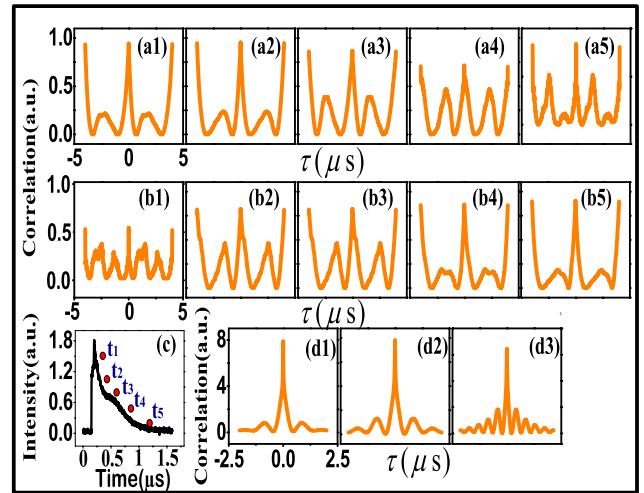 Correlation(a.u.)
1.0
0.5
0.0
(a1)
(a2)
(a3)
(a4)
(a5)
-5
0
5
τ(μ s)
1.0
0.5
0.0
(b1)
(b2)
(b3)
(b4)
(b5)
-5
0
5
τ(μ s)
Intensity(a.u.)
1.8
1.2
0.6
0.0
(c)
t1
t2
t3
t4
t5
0
0.5
1
1.5
Time(μs)
Correlation(a.u.)
8
4
0
(d1)
(d2)
(d3)
-2.5
0.0
2.5
τ(μ s)